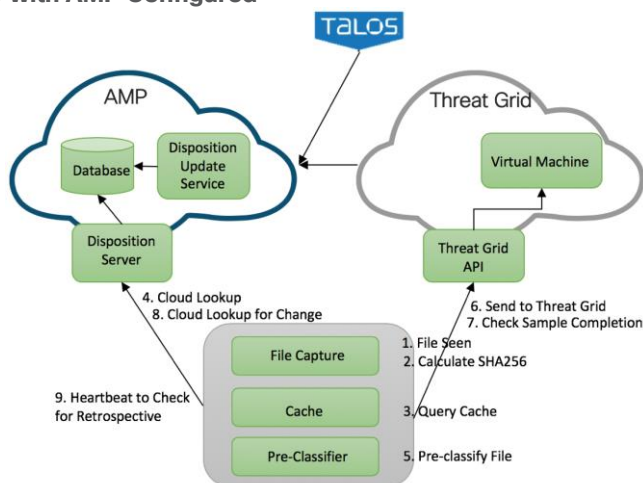 with AMP Configured
TALOS
AMP
Threat Grid
Database
Disposition
Update
Service
Virtual Machine
Disposition
Server
Threat Grid
API
4. Cloud Lookup
8. Cloud Lookup for Change
6. Send to Threat Grid
7. Check Sample Completion
1. File Seen
2. Calculate SHA256
File Capture
9. Heartbeat to Check
for Retrospective
Cache
3. Query Cache
Pre-Classifier
5. Pre-classify File